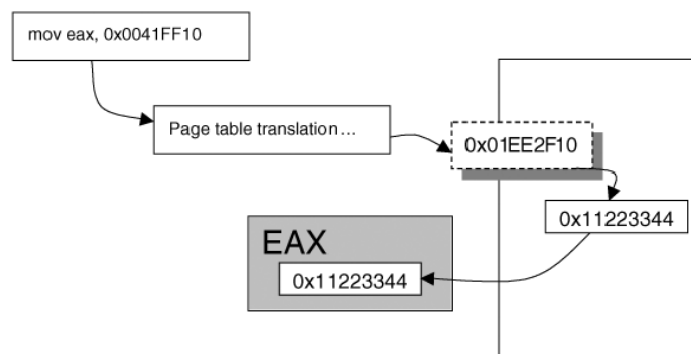 mov eax, 0x0041FF10
Page table translation...
0x01EE2F10
0x11223344
EAX
0x11223344